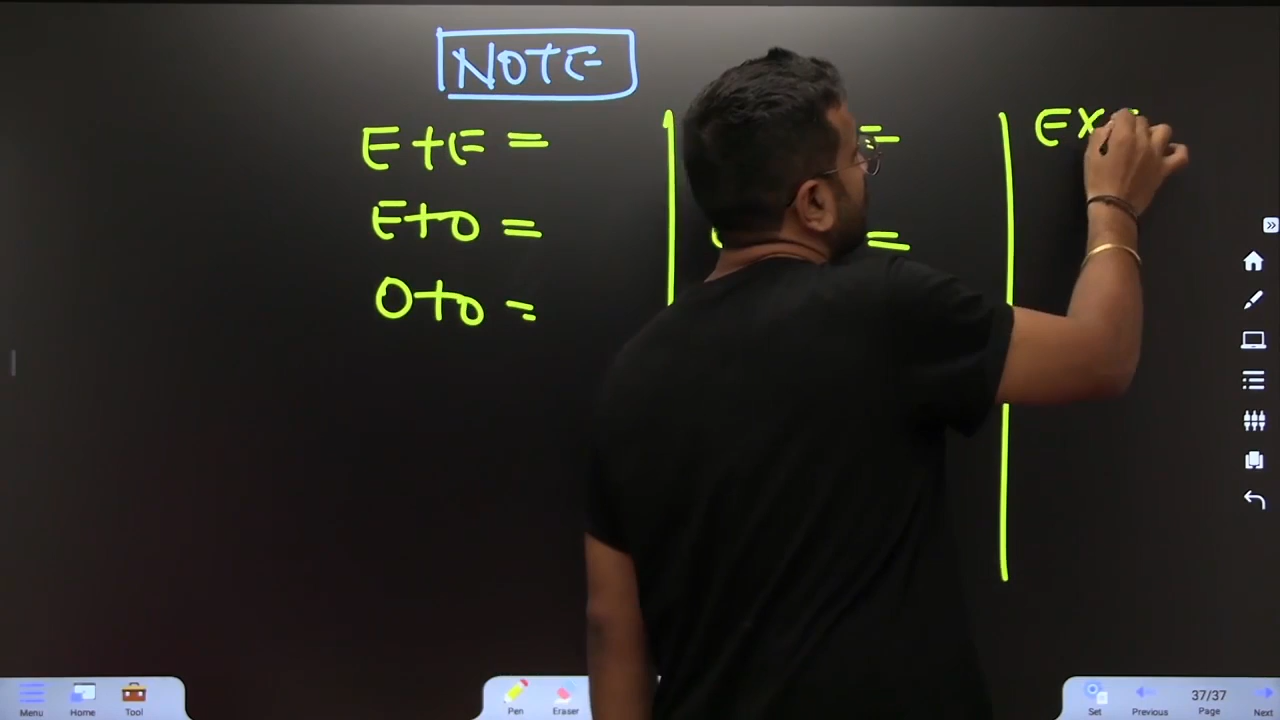 NOTE
E+E =
E+O =
O+O =
=
=
EX
Menu
Home
Tool
Pen
Eraser
Set
Previous
37/37
Page
Next